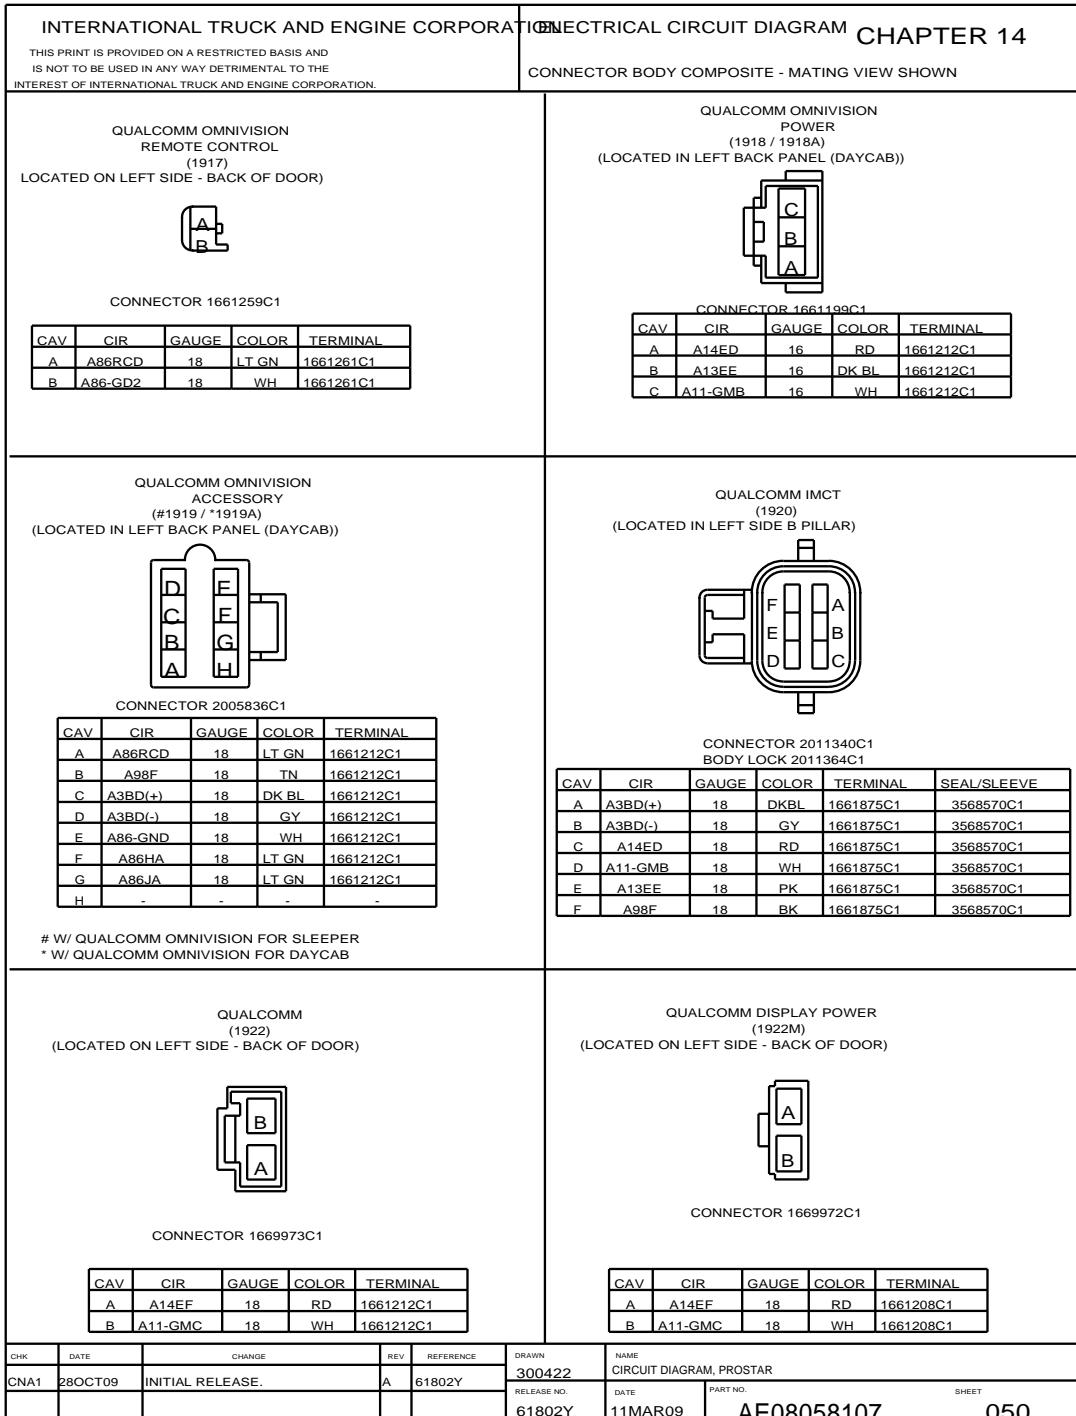 INTERNATIONAL TRUCK AND ENGINE CORPORATION
ELECTRICAL CIRCUIT DIAGRAM
CHAPTER 14
THIS PRINT IS PROVIDED ON A RESTRICTED BASIS AND
IS NOT TO BE USED IN ANY WAY DETRIMENTAL TO THE
INTEREST OF INTERNATIONAL TRUCK AND ENGINE CORPORATION.
CONNECTOR BODY COMPOSITE - MATING VIEW SHOWN
QUALCOMM OMNIVISION
REMOTE CONTROL
(1917)
LOCATED ON LEFT SIDE - BACK OF DOOR)
A
B
CONNECTOR 1661259C1
CAV CIR GAUGE COLOR TERMINAL
A A86RCD 18 LT GN 1661261C1
B A86-GD2 18 WH 1661261C1
QUALCOMM OMNIVISION
POWER
(1918 / 1918A)
(LOCATED IN LEFT BACK PANEL (DAYCAB))
C
B
A
CONNECTOR 1661199C1
CAV CIR GAUGE COLOR TERMINAL
A A14ED 16 RD 1661212C1
B A13EE 16 DK BL 1661212C1
C A11-GMB 16 WH 1661212C1
QUALCOMM OMNIVISION
ACCESSORY
(#1919 / *1919A)
(LOCATED IN LEFT BACK PANEL (DAYCAB))
D E
C F
B G
A H
CONNECTOR 2005836C1
CAV CIR GAUGE COLOR TERMINAL
A A86RCD 18 LT GN 1661212C1
B A98F 18 TN 1661212C1
C A3BD(+) 18 DK BL 1661212C1
D A3BD(-) 18 GY 1661212C1
E A86-GND 18 WH 1661212C1
F A86HA 18 LT GN 1661212C1
G A86JA 18 LT GN 1661212C1
H - - - -
# W/ QUALCOMM OMNIVISION FOR SLEEPER
* W/ QUALCOMM OMNIVISION FOR DAYCAB
QUALCOMM IMCT
(1920)
(LOCATED IN LEFT SIDE B PILLAR)
F A
E B
D C
CONNECTOR 2011340C1
BODY LOCK 2011364C1
CAV CIR GAUGE COLOR TERMINAL SEAL/SLEEVE
A A3BD(+) 18 DKBL 1661875C1 3568570C1
B A3BD(-) 18 GY 1661875C1 3568570C1
C A14ED 18 RD 1661875C1 3568570C1
D A11-GMB 18 WH 1661875C1 3568570C1
E A13EE 18 PK 1661875C1 3568570C1
F A98F 18 BK 1661875C1 3568570C1
QUALCOMM
(1922)
(LOCATED ON LEFT SIDE - BACK OF DOOR)
B
A
CONNECTOR 1669973C1
CAV CIR GAUGE COLOR TERMINAL
A A14EF 18 RD 1661212C1
B A11-GMC 18 WH 1661212C1
QUALCOMM DISPLAY POWER
(1922M)
(LOCATED ON LEFT SIDE - BACK OF DOOR)
A
B
CONNECTOR 1669972C1
CAV CIR GAUGE COLOR TERMINAL
A A14EF 18 RD 1661208C1
B A11-GMC 18 WH 1661208C1
CHK DATE CHANGE REV REFERENCE
CNA1 28OCT09 INITIAL RELEASE. A 61802Y
DRAWN
300422
NAME
CIRCUIT DIAGRAM, PROSTAR
RELEASE NO. DATE PART NO. SHEET
61802Y 11MAR09 AE08058107 050